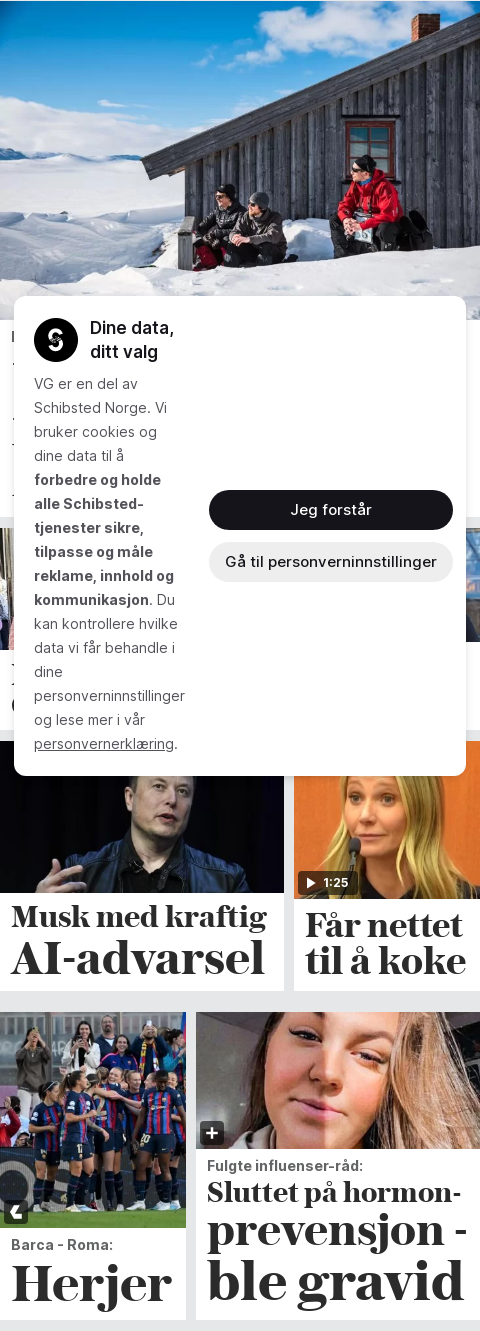 Dine data,
ditt valg
VG er en del av
Schibsted Norge. Vi
bruker cookies og
dine data til å
forbedre og holde
alle Schibsted-
tjenester sikre,
tilpasse og måle
reklame, innhold og
kommunikasjon. Du
kan kontrollere hvilke
data vi får behandle i
dine
personverninnstillinger
og lese mer i vår
personvernerklæring.
Jeg forstår
Gå til personverninnstillinger
Musk med kraftig
AI-advarsel
1:25
Får nettet
til å koke
Barca - Roma:
Herjer
Fulgte influenser-råd:
Sluttet på hormon-
prevensjon -
ble gravid